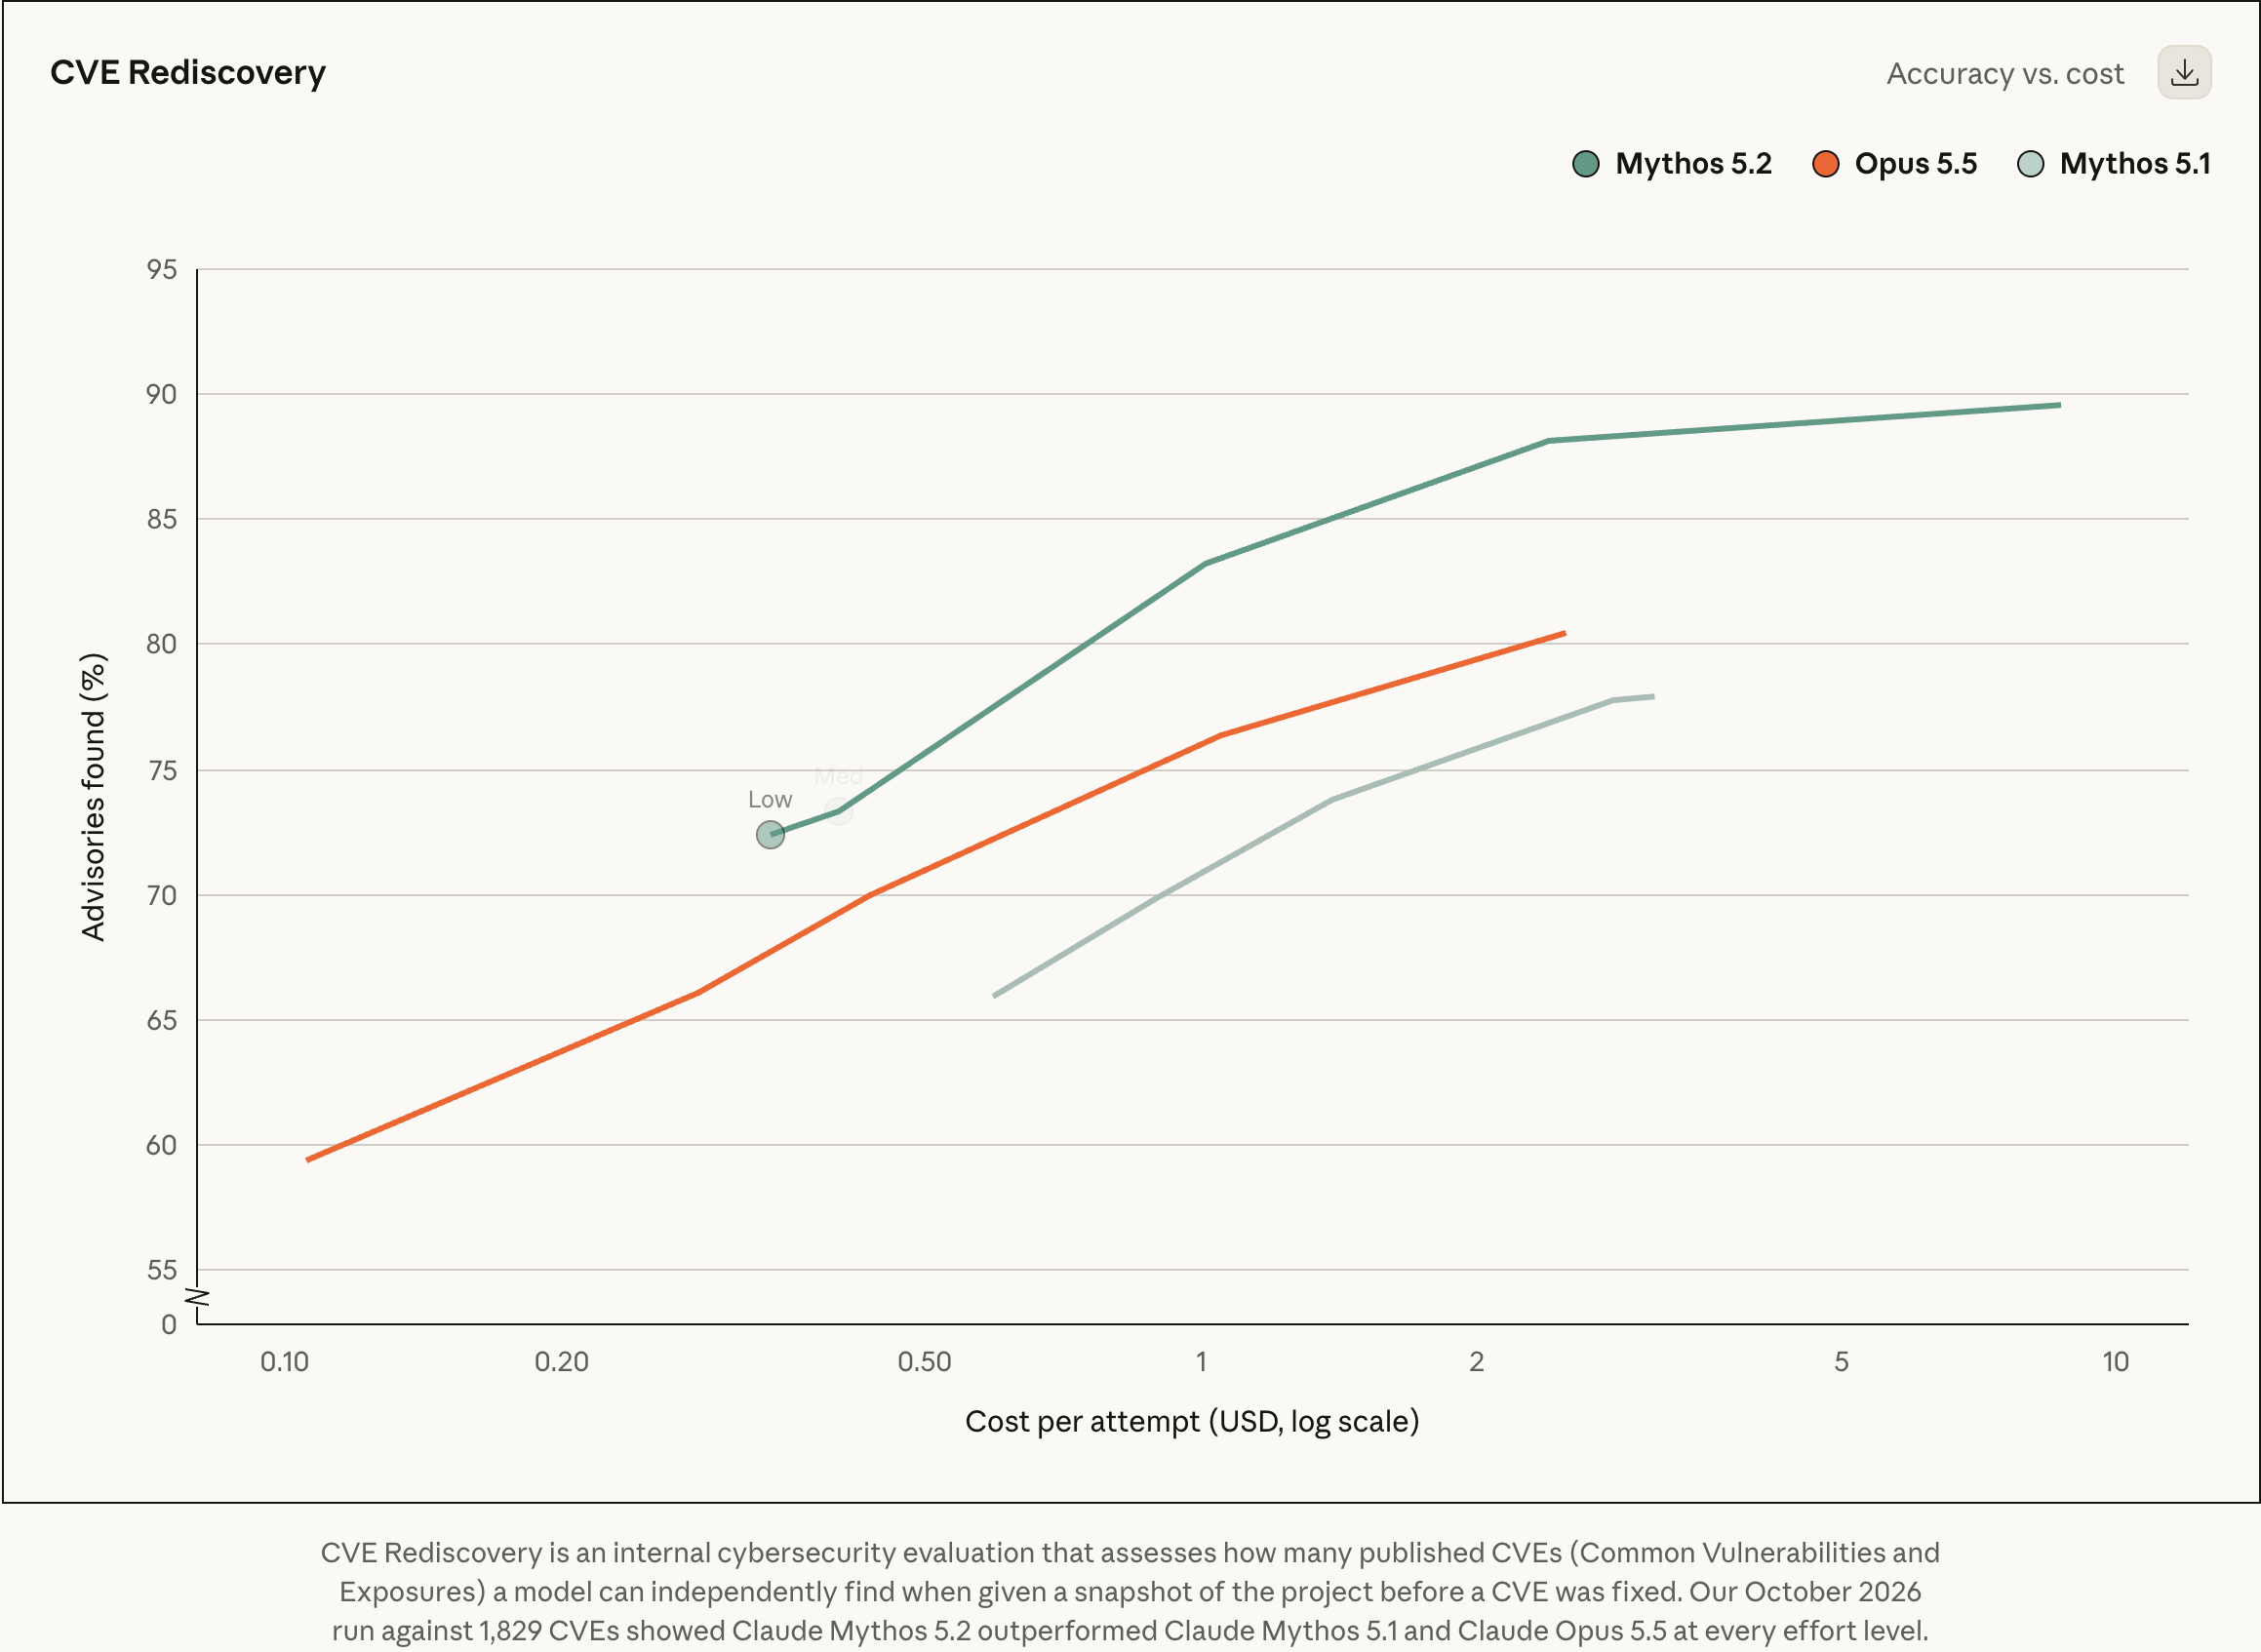 CVE Rediscovery
Accuracy vs. cost
Mythos 5.2
Opus 5.5
Mythos 5.1
95
90
85
80
75
70
65
60
55
0
Advisories found (%)
Med
Low
0.10
0.20
0.50
1
2
5
10
Cost per attempt (USD, log scale)
CVE Rediscovery is an internal cybersecurity evaluation that assesses how many published CVEs (Common Vulnerabilities and
Exposures) a model can independently find when given a snapshot of the project before a CVE was fixed. Our October 2026
run against 1,829 CVEs showed Claude Mythos 5.2 outperformed Claude Mythos 5.1 and Claude Opus 5.5 at every effort level.